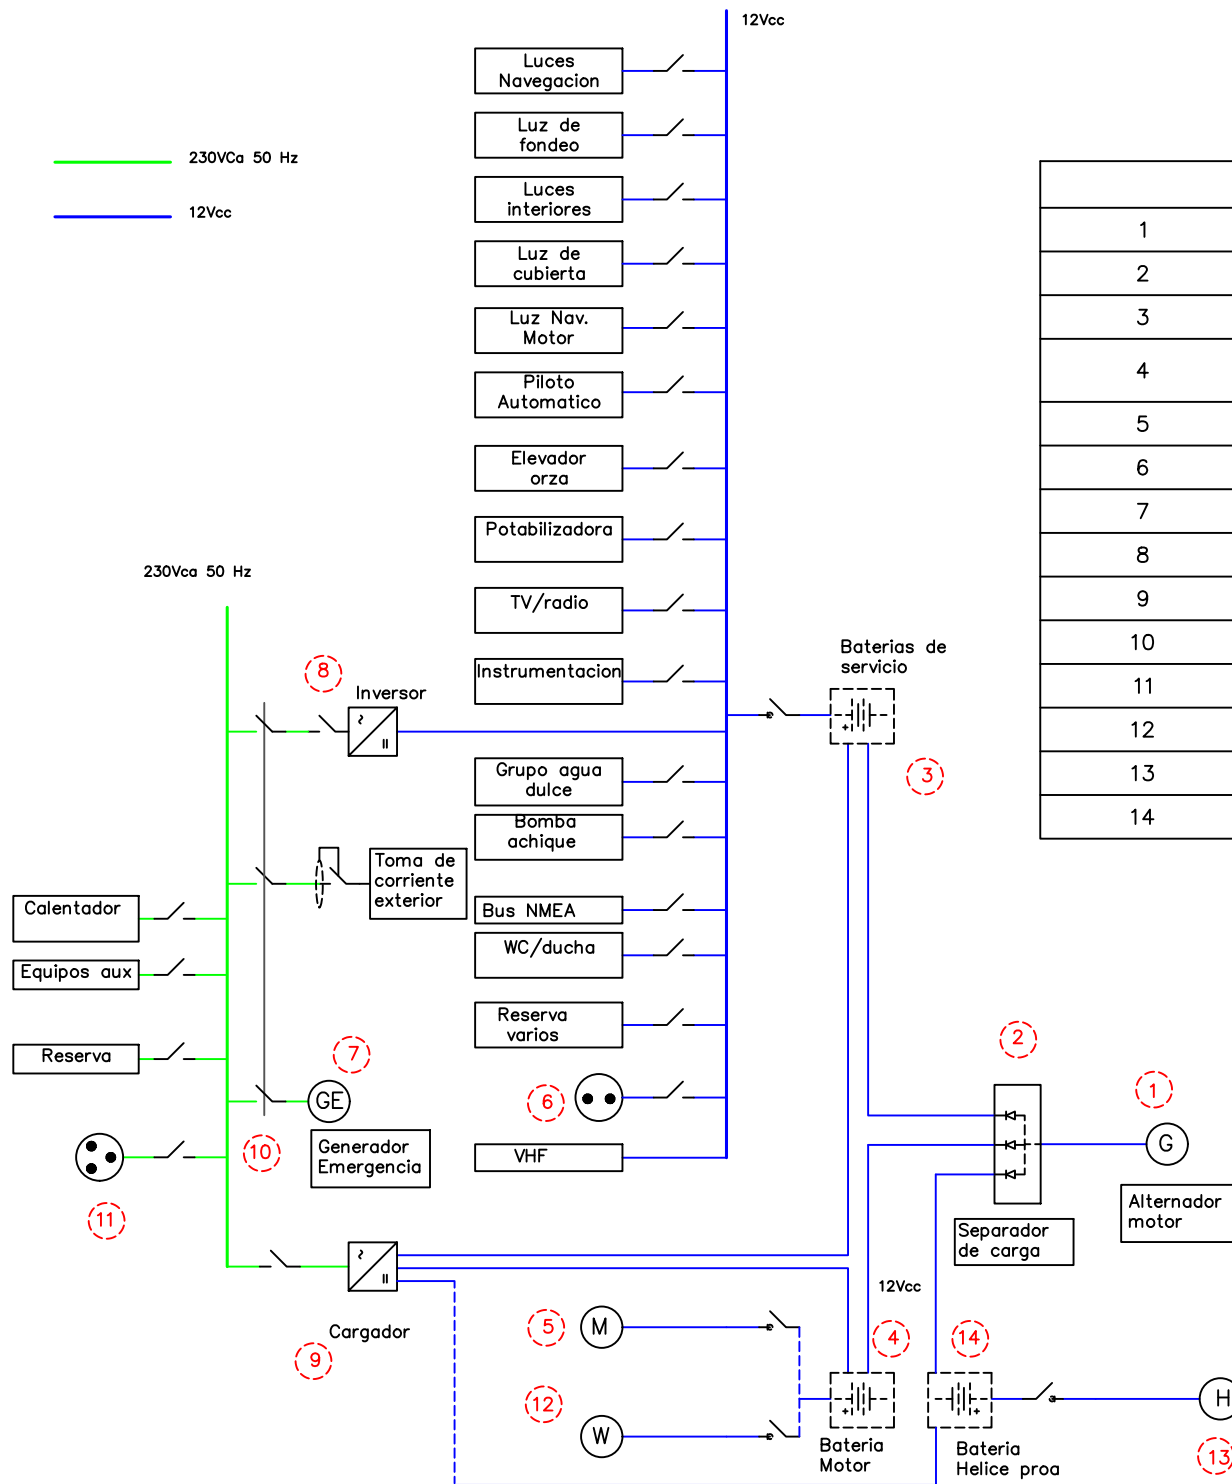 12Vcc
Luces
Navegacion
Luz de
fondeo
230VCa 50 Hz
Luces
interiores
12Vcc
Luz de
cubierta
Luz Nav.
Motor
Piloto
Automatico
Elevador
orza
Potabilizadora
TV/radio
Instrumentacion
1
2
3
4
5
6
7
8
9
10
11
12
13
14
230Vca 50 Hz
8
Inversor
~
=
Baterias de
servicio
+
3
Grupo agua
dulce
Bomba
achique
Toma de
corriente
exterior
Calentador
Bus NMEA
WC/ducha
Equipos aux
Reserva
varios
Reserva
7
GE
Generador
Emergencia
10
11
6
VHF
2
1
G
Alternador
motor
Separador
de carga
~
=
Cargador
9
12Vcc
5
M
4
14
12
W
+
Bateria
Motor
+
Bateria
Helice proa
H
13